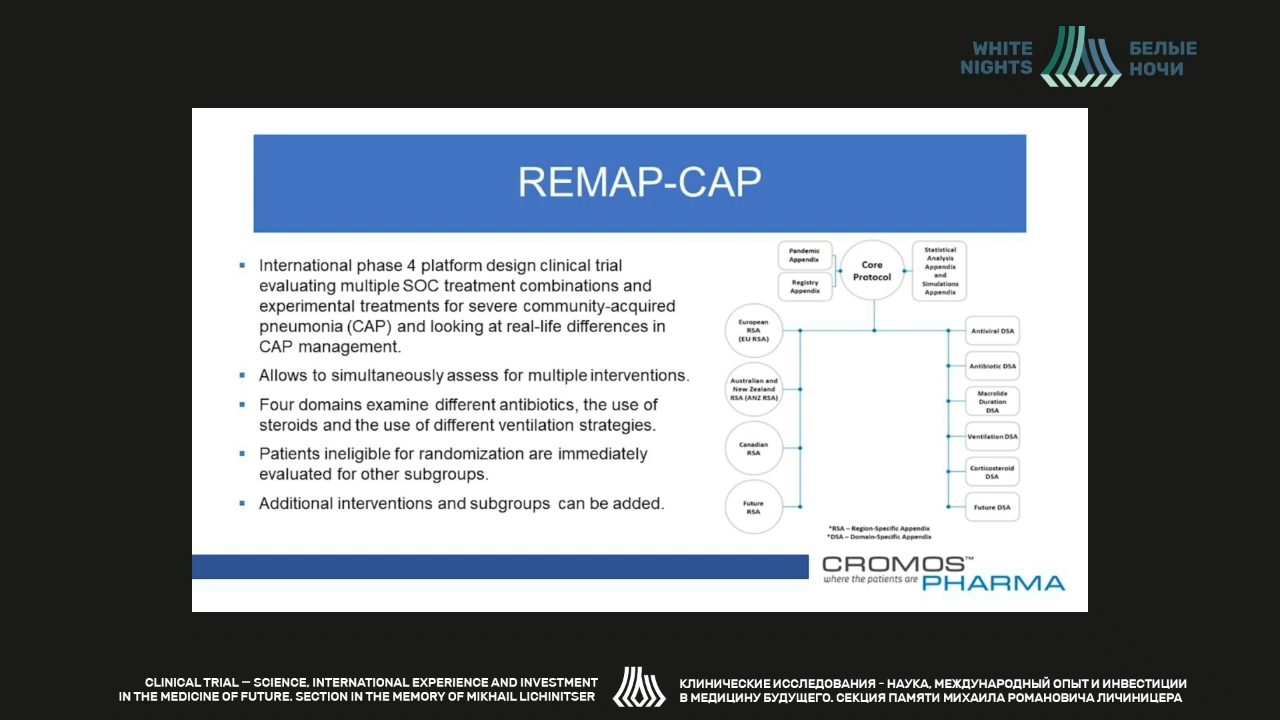 WHITE
NIGHTS
БЕЛЫЕ
НОЧИ
REMAP-CAP
▪ International phase 4 platform design clinical trial
evaluating multiple SOC treatment combinations and
experimental treatments for severe community-acquired
pneumonia (CAP) and looking at real-life differences in
CAP management.
▪ Allows to simultaneously assess for multiple interventions.
▪ Four domains examine different antibiotics, the use of
steroids and the use of different ventilation strategies.
▪ Patients ineligible for randomization are immediately
evaluated for other subgroups.
▪ Additional interventions and subgroups can be added.
Pandemic
Appendix
Registry
Appendix
Core
Protocol
Statistical
Analysis
Appendix
and
Simulations
Appendix
European
RSA
(EU RSA)
Australian and
New Zealand
RSA (ANZ RSA)
Canadian
RSA
Future
RSA
Antiviral DSA
Antibiotic DSA
Macrolide
Duration
DSA
Ventilation DSA
Corticosteroid
DSA
Future DSA
*RSA – Region-Specific Appendix
*DSA – Domain-Specific Appendix
CROMOS™
where the patients are PHARMA
CLINICAL TRIAL – SCIENCE, INTERNATIONAL EXPERIENCE AND INVESTMENT
IN THE MEDICINE OF FUTURE. SECTION IN THE MEMORY OF MIKHAIL LICHINITSER
КЛИНИЧЕСКИЕ ИССЛЕДОВАНИЯ - НАУКА, МЕЖДУНАРОДНЫЙ ОПЫТ И ИНВЕСТИЦИИ
В МЕДИЦИНУ БУДУЩЕГО. СЕКЦИЯ ПАМЯТИ МИХАИЛА РОМАНОВИЧА ЛИЧИНИЦЕРА